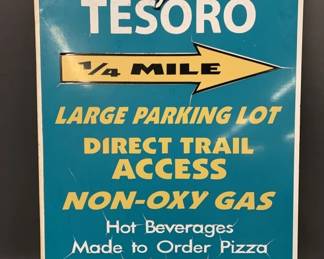 TESORO
1/4 MILE
LARGE PARKING LOT
DIRECT TRAIL
ACCESS
NON-OXY GAS
Hot Beverages
Made to Order Pizza